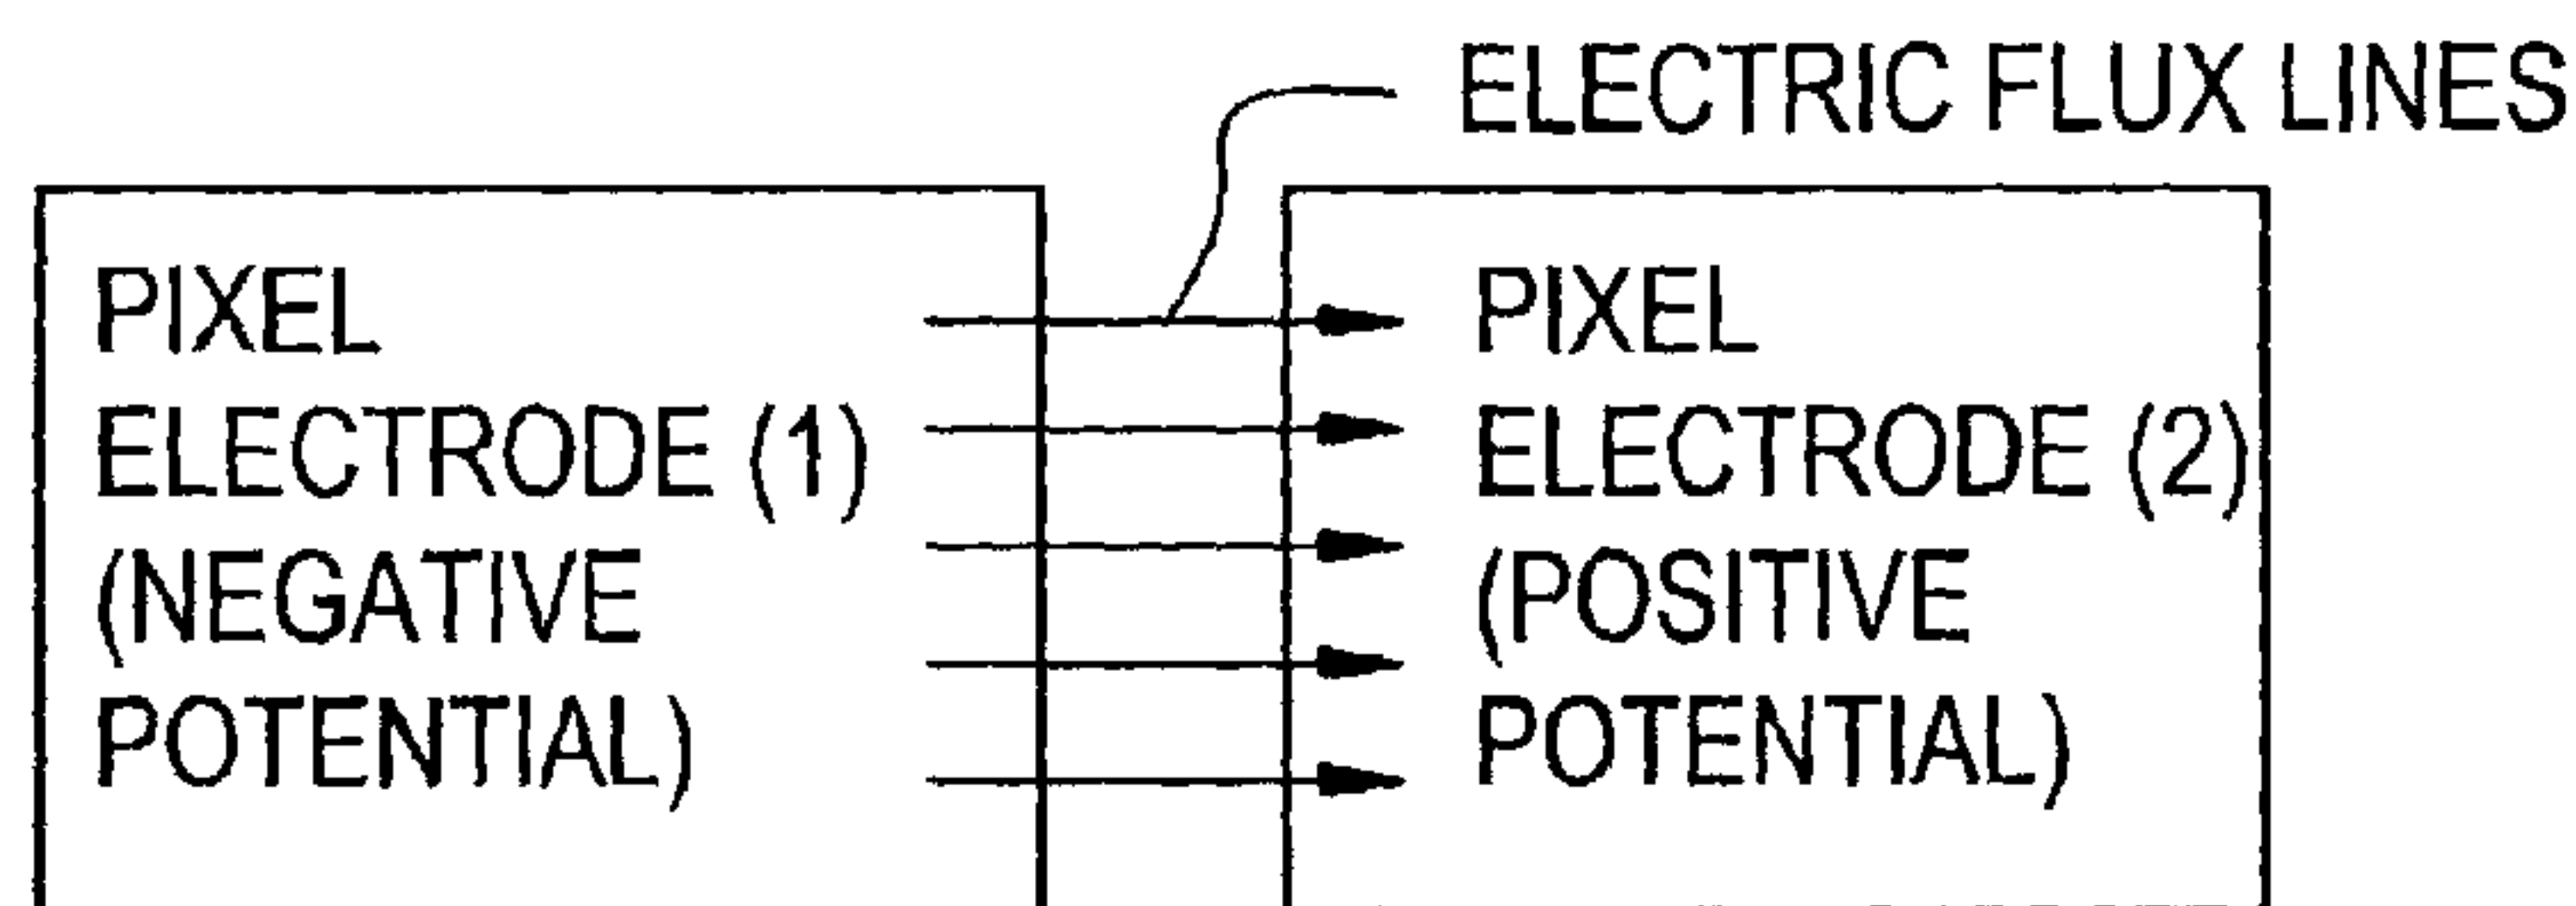 ELECTRIC FLUX LINES
PIXEL
ELECTRODE (1)
(NEGATIVE
POTENTIAL)
PIXEL
ELECTRODE (2)
(POSITIVE
POTENTIAL)